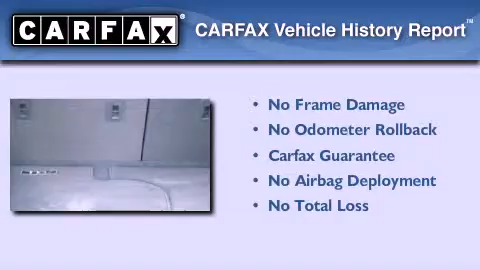 CARFAX® CARFAX Vehicle History Report™
• No Frame Damage
• No Odometer Rollback
• Carfax Guarantee
• No Airbag Deployment
• No Total Loss